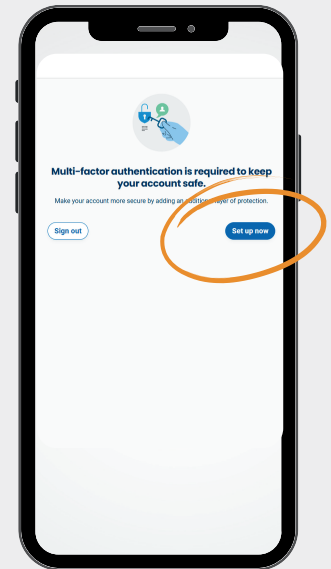 Multi-factor authentication is required to keep
your account safe.
Make your account more secure by adding an additional layer of protection.
Sign out
Set up now